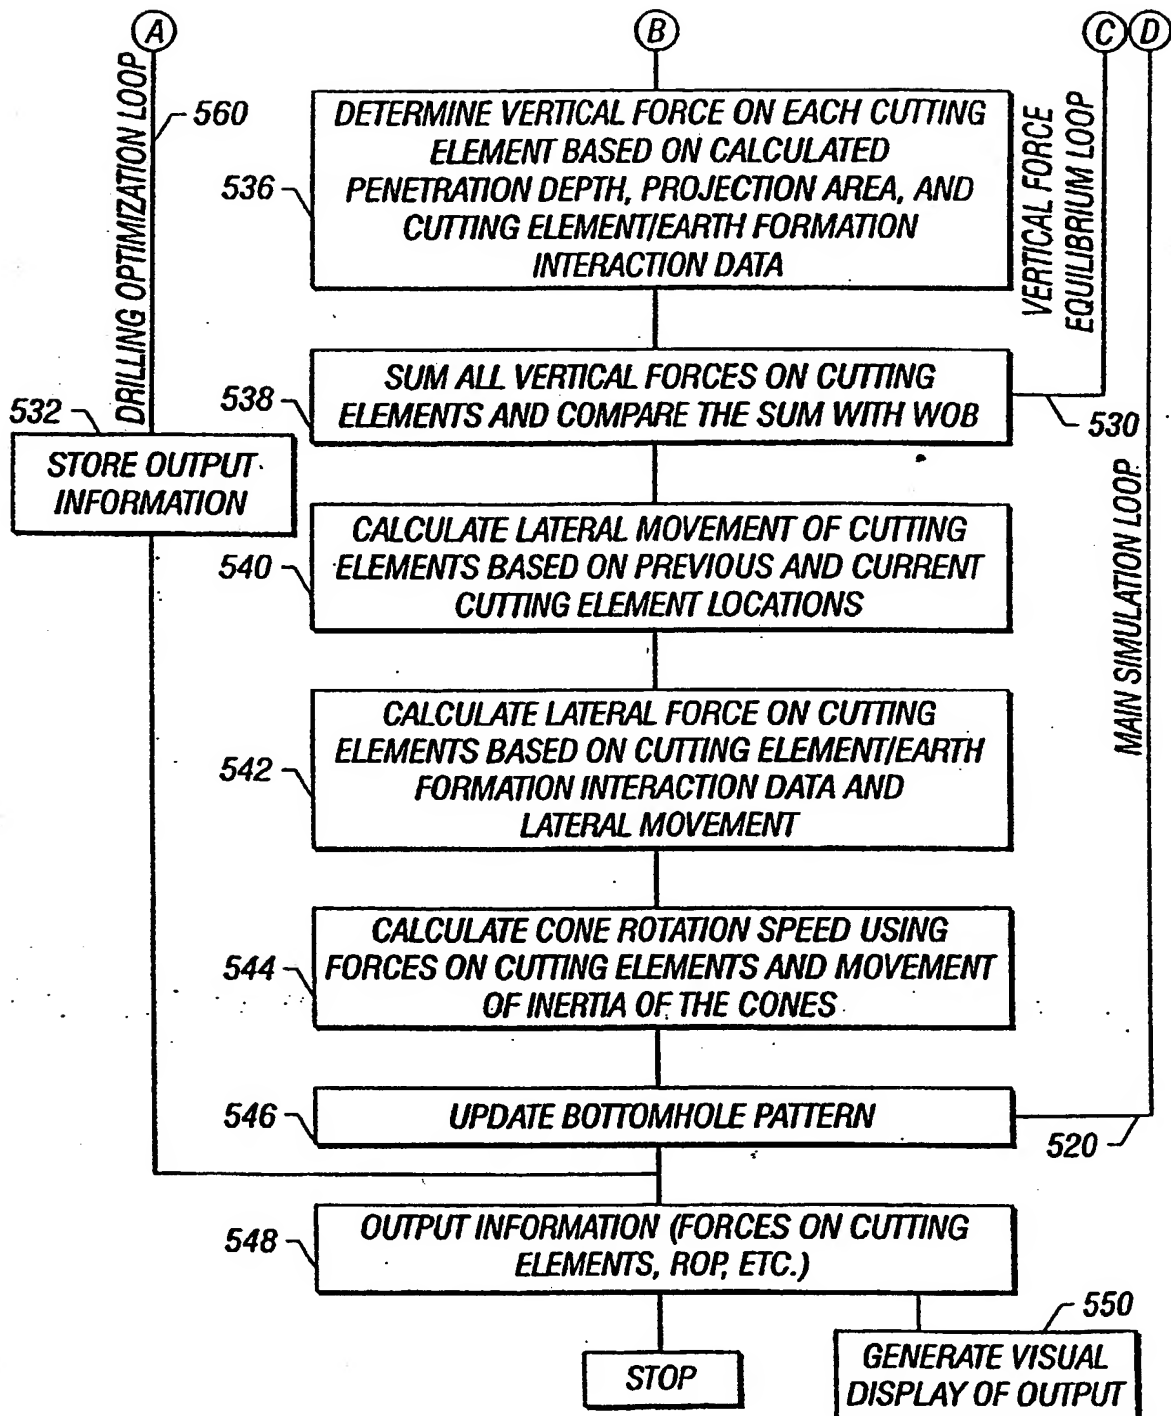 A
B
C
D
DRILLING OPTIMIZATION LOOP
560
DETERMINE VERTICAL FORCE ON EACH CUTTING
ELEMENT BASED ON CALCULATED
PENETRATION DEPTH, PROJECTION AREA, AND
CUTTING ELEMENT/EARTH FORMATION
INTERACTION DATA
536
VERTICAL FORCE
EQUILIBRIUM LOOP
SUM ALL VERTICAL FORCES ON CUTTING
ELEMENTS AND COMPARE THE SUM WITH WOB
538
530
532
STORE OUTPUT
INFORMATION
MAIN SIMULATION LOOP
CALCULATE LATERAL MOVEMENT OF CUTTING
ELEMENTS BASED ON PREVIOUS AND CURRENT
CUTTING ELEMENT LOCATIONS
540
CALCULATE LATERAL FORCE ON CUTTING
ELEMENTS BASED ON CUTTING ELEMENT/EARTH
FORMATION INTERACTION DATA AND
LATERAL MOVEMENT
542
CALCULATE CONE ROTATION SPEED USING
FORCES ON CUTTING ELEMENTS AND MOVEMENT
OF INERTIA OF THE CONES
544
UPDATE BOTTOMHOLE PATTERN
546
520
OUTPUT INFORMATION (FORCES ON CUTTING
ELEMENTS, ROP, ETC.)
548
550
STOP
GENERATE VISUAL
DISPLAY OF OUTPUT